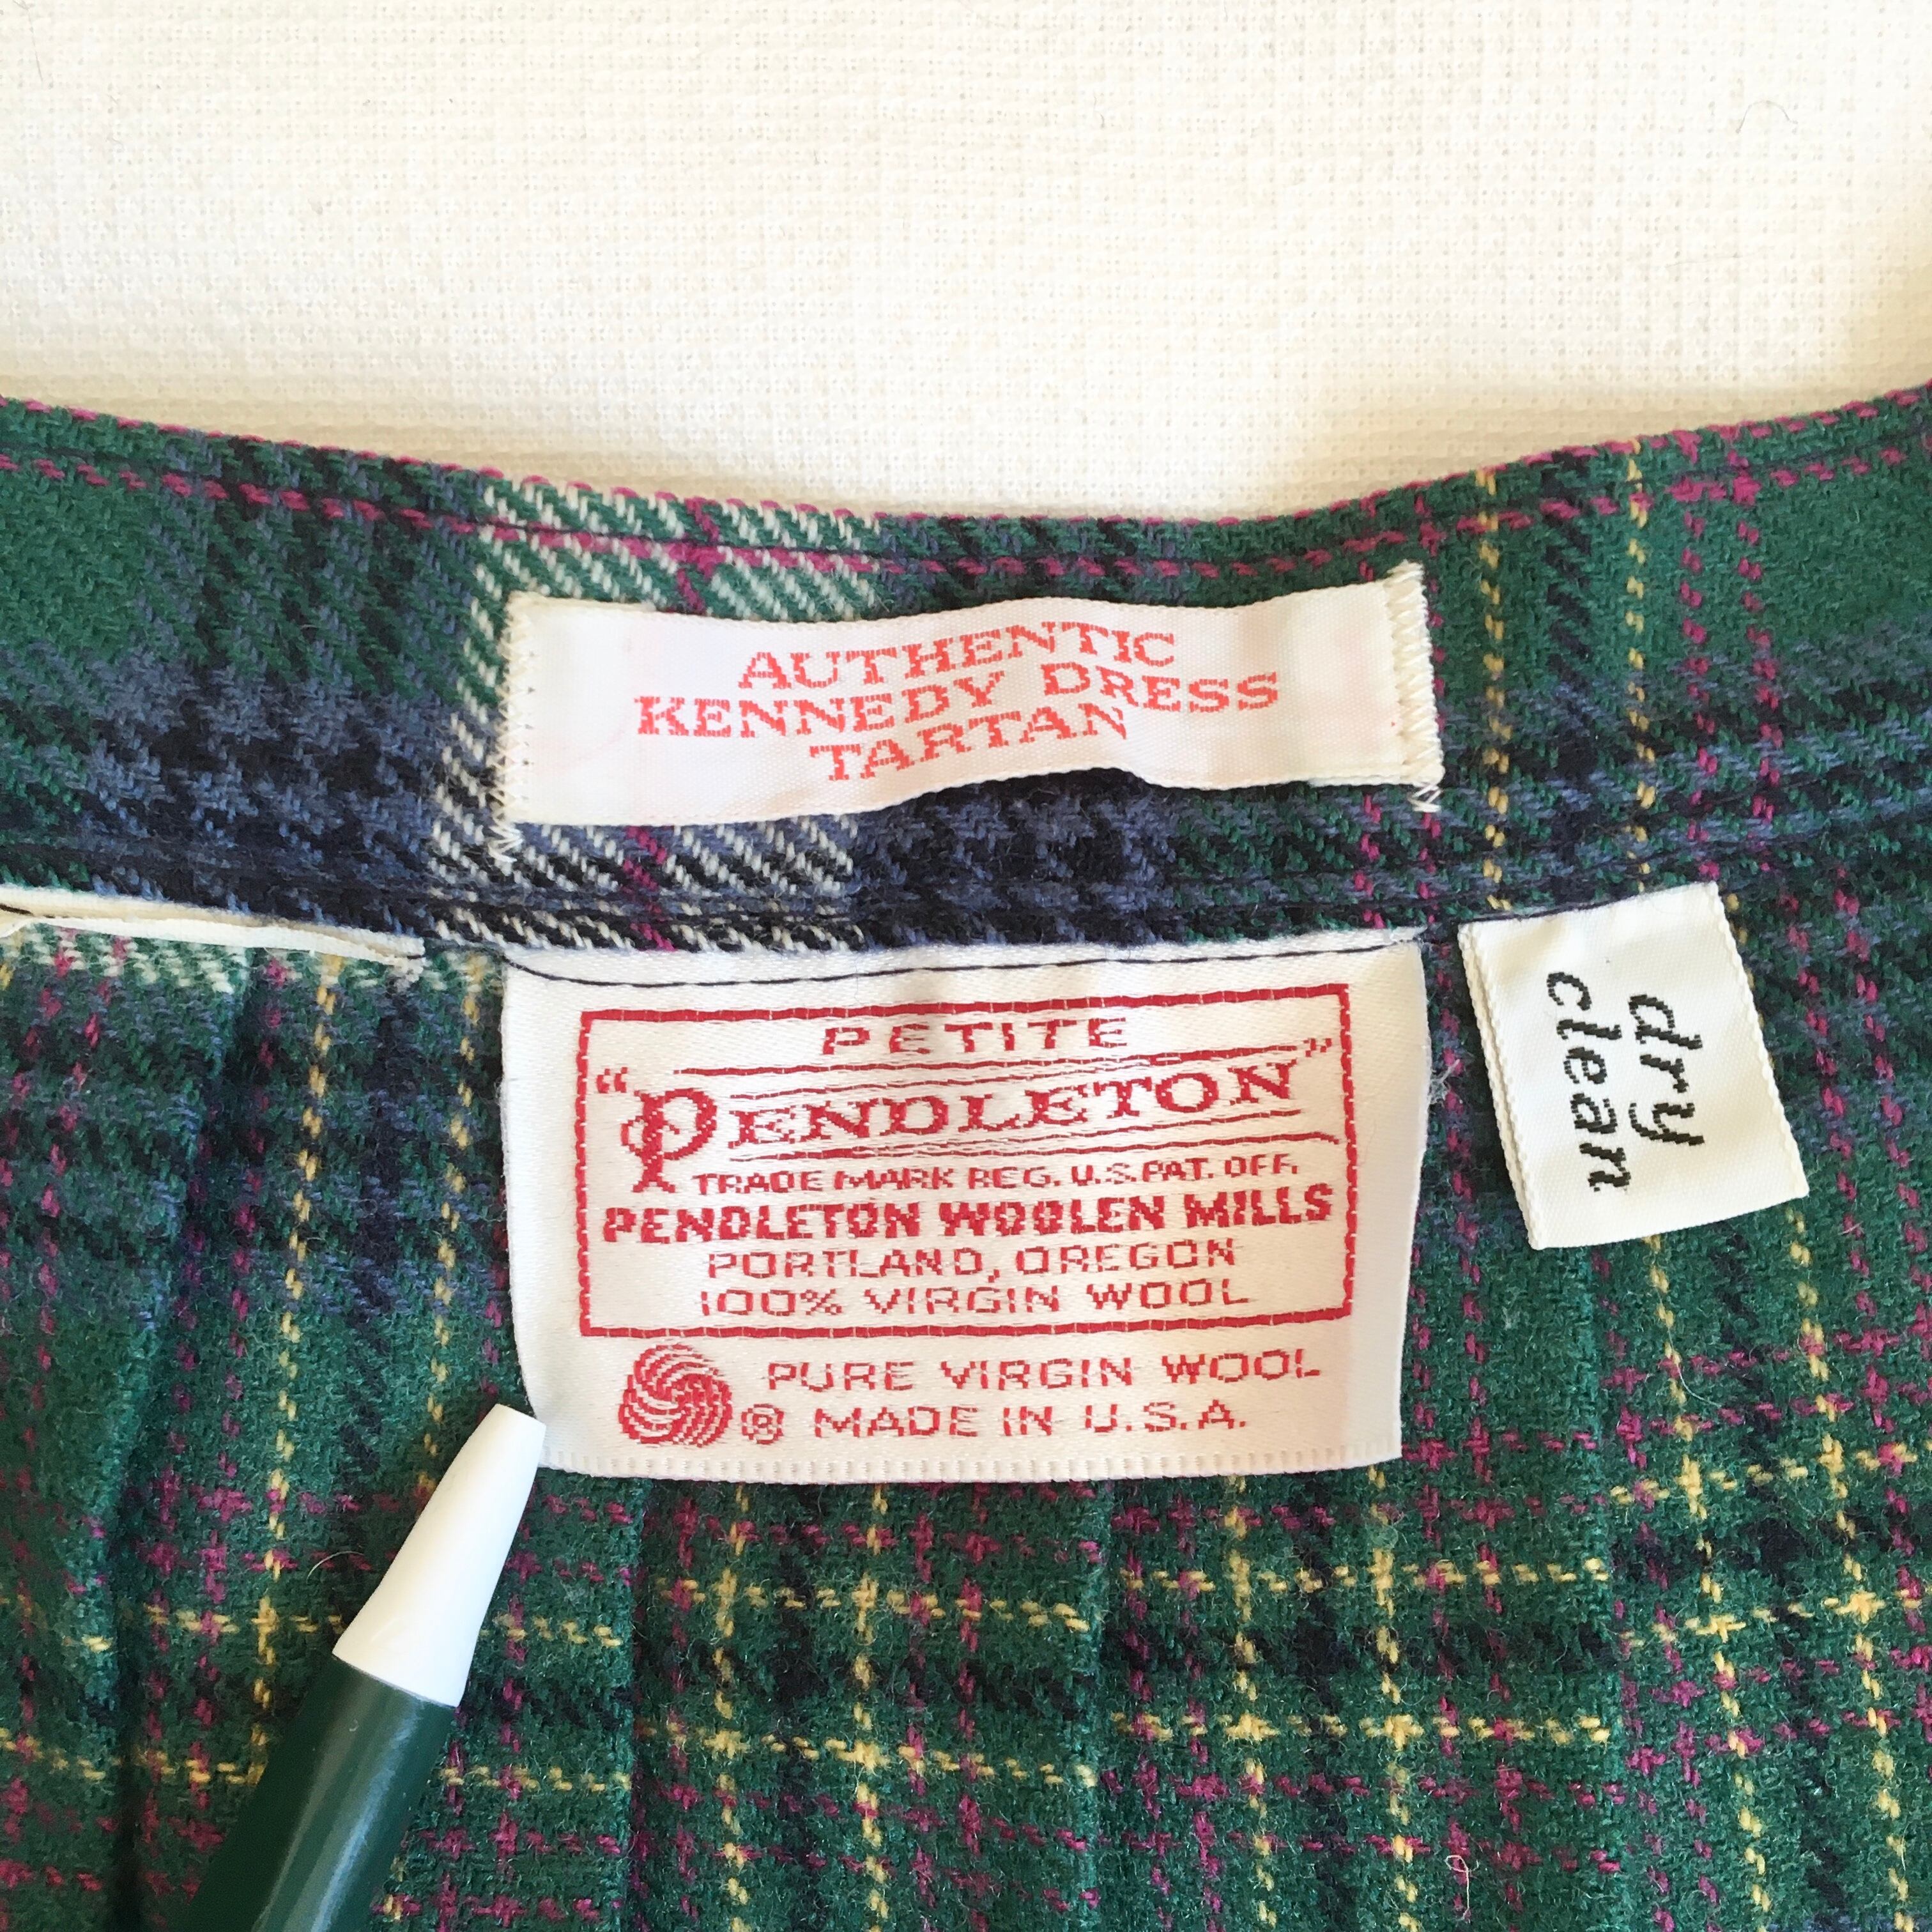 AUTHENTIC
KENNEDY DRESS
TARTAN
PETITE
"PENDLETON"
TRADE MARK REG. U.S. PAT. OFF.
PENDLETON WOOLEN MILLS
PORTLAND, OREGON
100% VIRGIN WOOL
PURE VIRGIN WOOL
® MADE IN U.S.A.
dry
clean